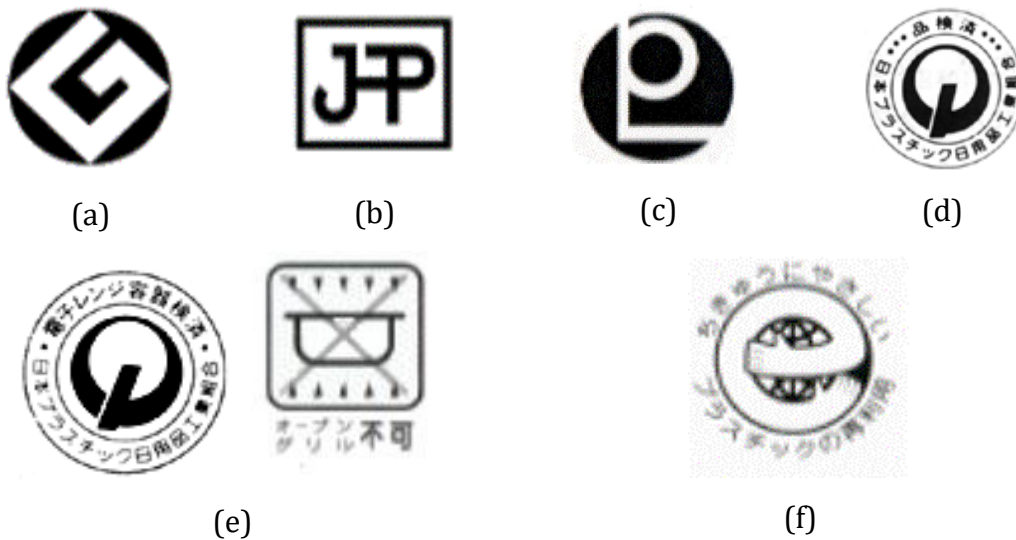 G
JHP
PL
品検済
日本プラスチック日用品工業組合
(a)
(b)
(c)
(d)
電子レンジ容器検済
日本プラスチック日用品工業組合
オーブン
グリル 不可
ちきゅうにやさしい
プラスチックの再利用
(e)
(f)